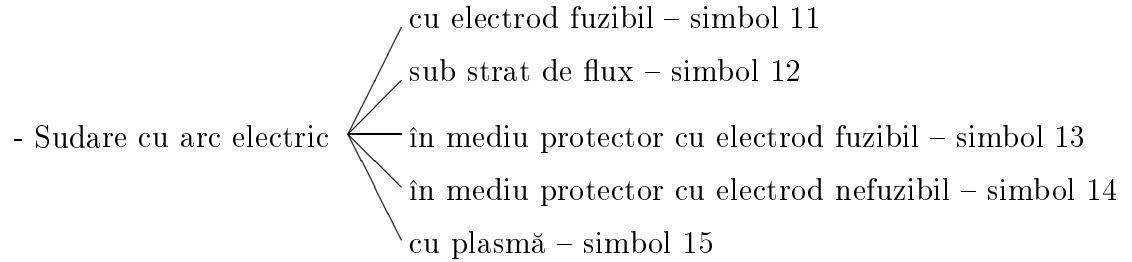 cu electrod fuzibil – simbol 11
sub strat de flux – simbol 12
- Sudare cu arc electric
în mediu protector cu electrod fuzibil – simbol 13
în mediu protector cu electrod nefuzibil – simbol 14
cu plasmă – simbol 15